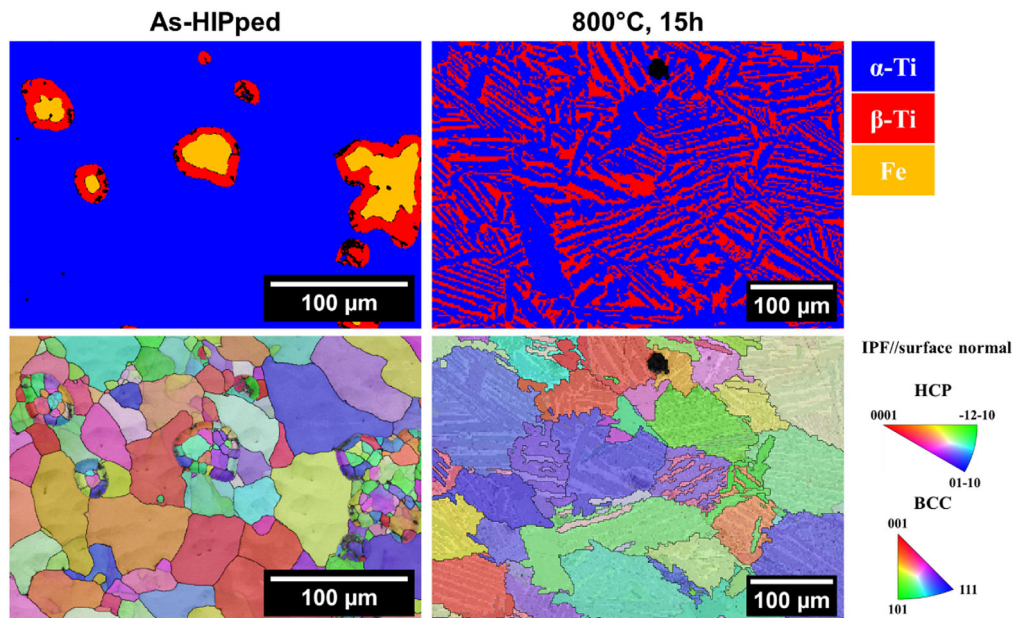 As-HIPped
800°C, 15h
α-Ti
β-Ti
Fe
100 µm
100 µm
IPF//surface normal
HCP
0001
-12-10
01-10
BCC
001
111
101
100 µm
100 µm